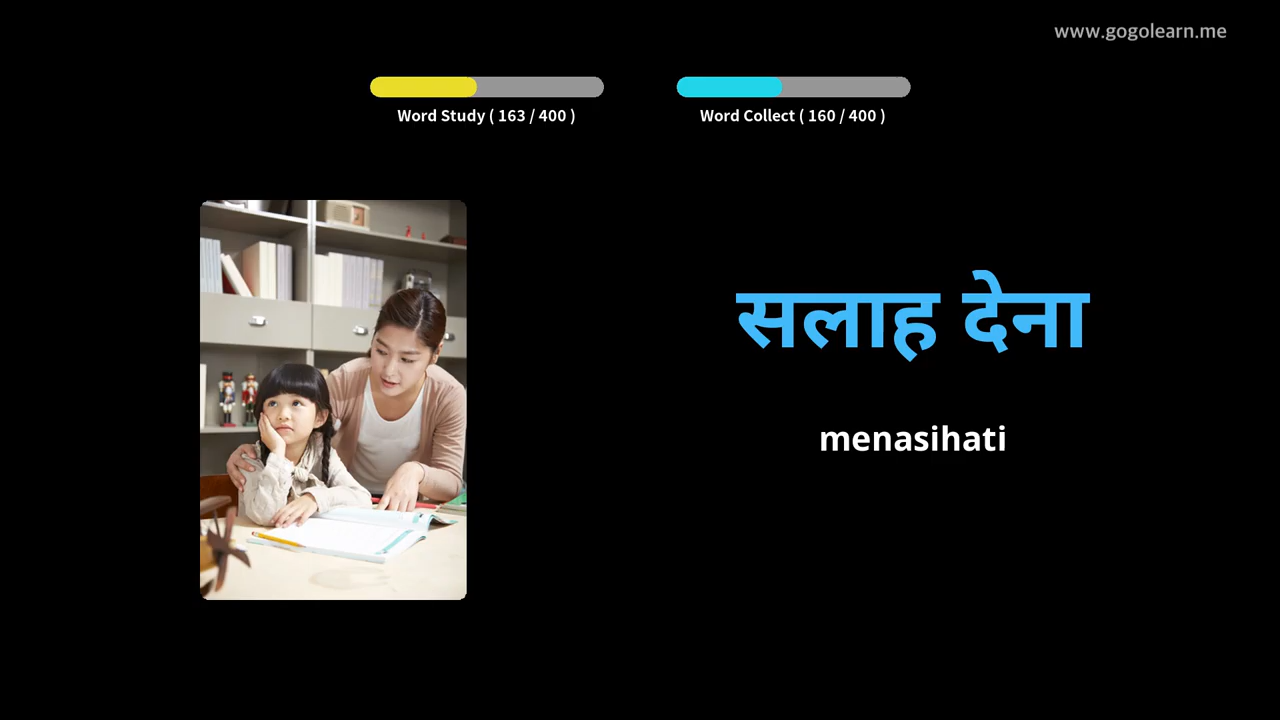 www.gogolearn.me
Word Study ( 163 / 400 )
Word Collect ( 160 / 400 )
सलाह देना
menasihati